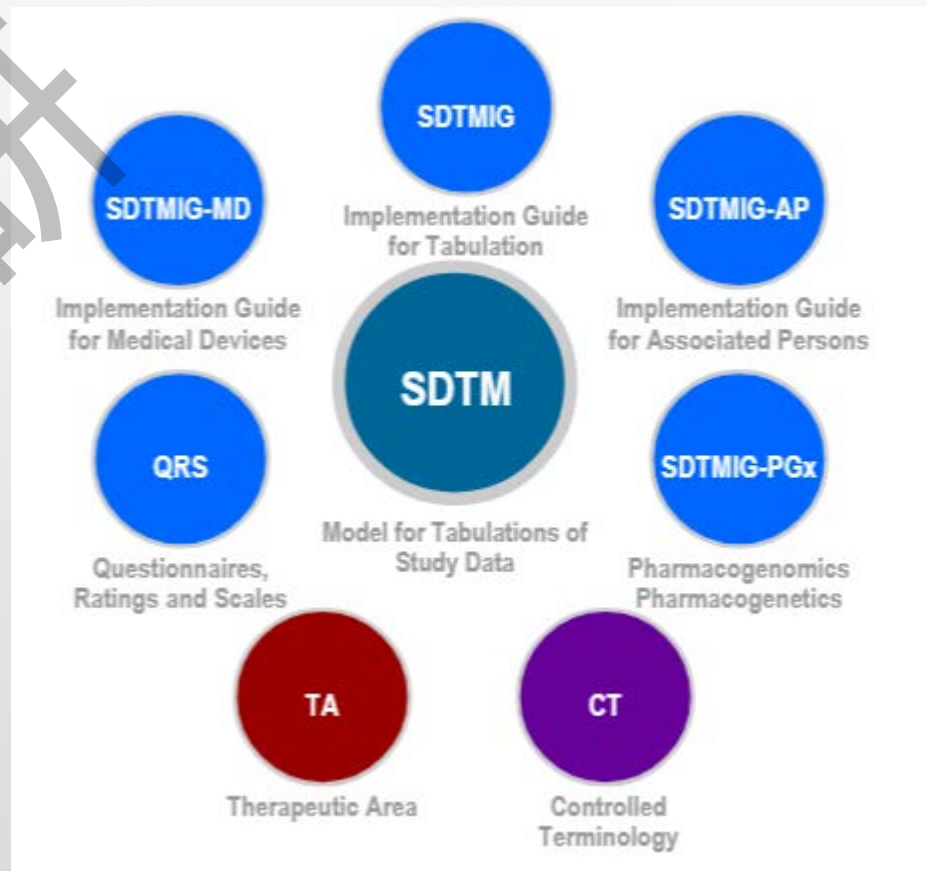 SDTMIG
Implementation Guide
for Tabulation
SDTMIG-MD
Implementation Guide
for Medical Devices
SDTMIG-AP
Implementation Guide
for Associated Persons
SDTM
Model for Tabulations of
Study Data
QRS
Questionnaires,
Ratings and Scales
SDTMIG-PGx
Pharmacogenomics
Pharmacogenetics
TA
Therapeutic Area
CT
Controlled
Terminology